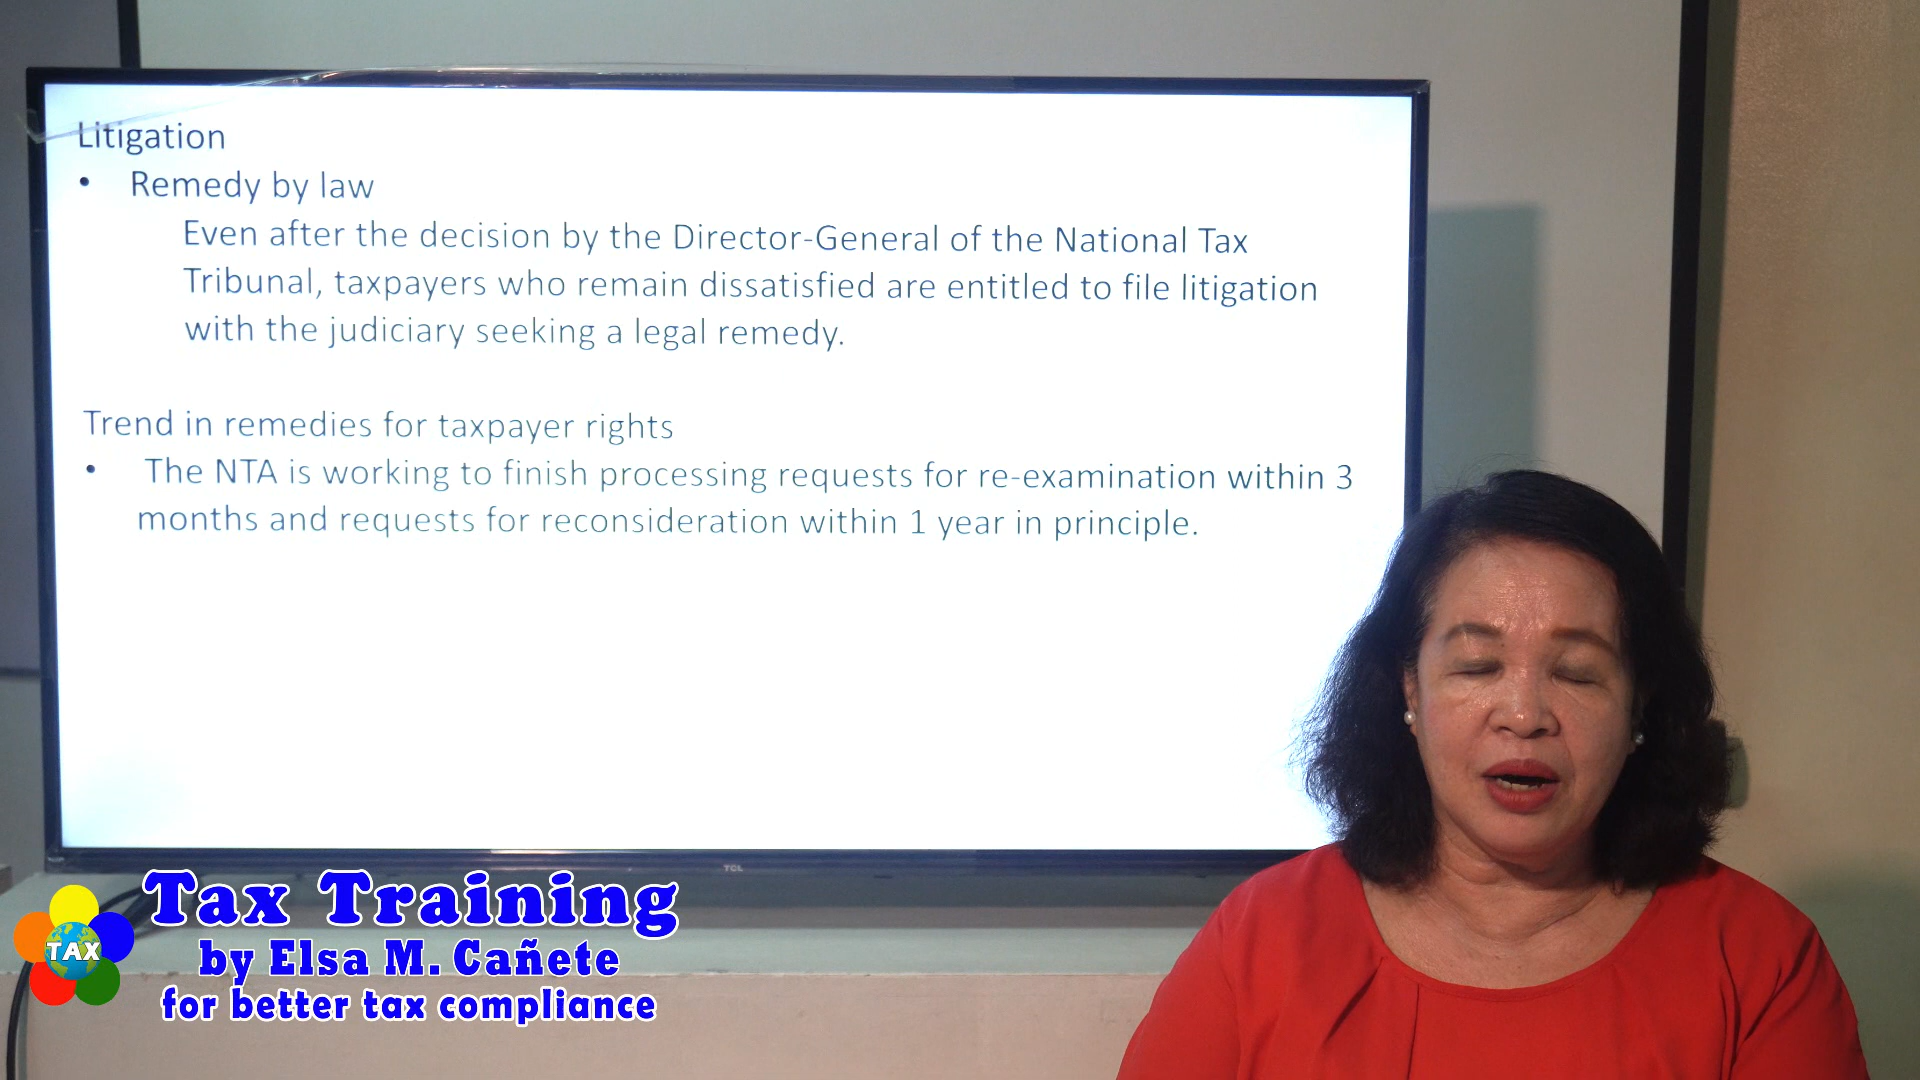 Litigation
• Remedy by law
Even after the decision by the Director-General of the National Tax
Tribunal, taxpayers who remain dissatisfied are entitled to file litigation
with the judiciary seeking a legal remedy.
Trend in remedies for taxpayer rights
• The NTA is working to finish processing requests for re-examination within 3
months and requests for reconsideration within 1 year in principle.
TCL
TAX
Tax Training
by Elsa M. Cañete
for better tax compliance